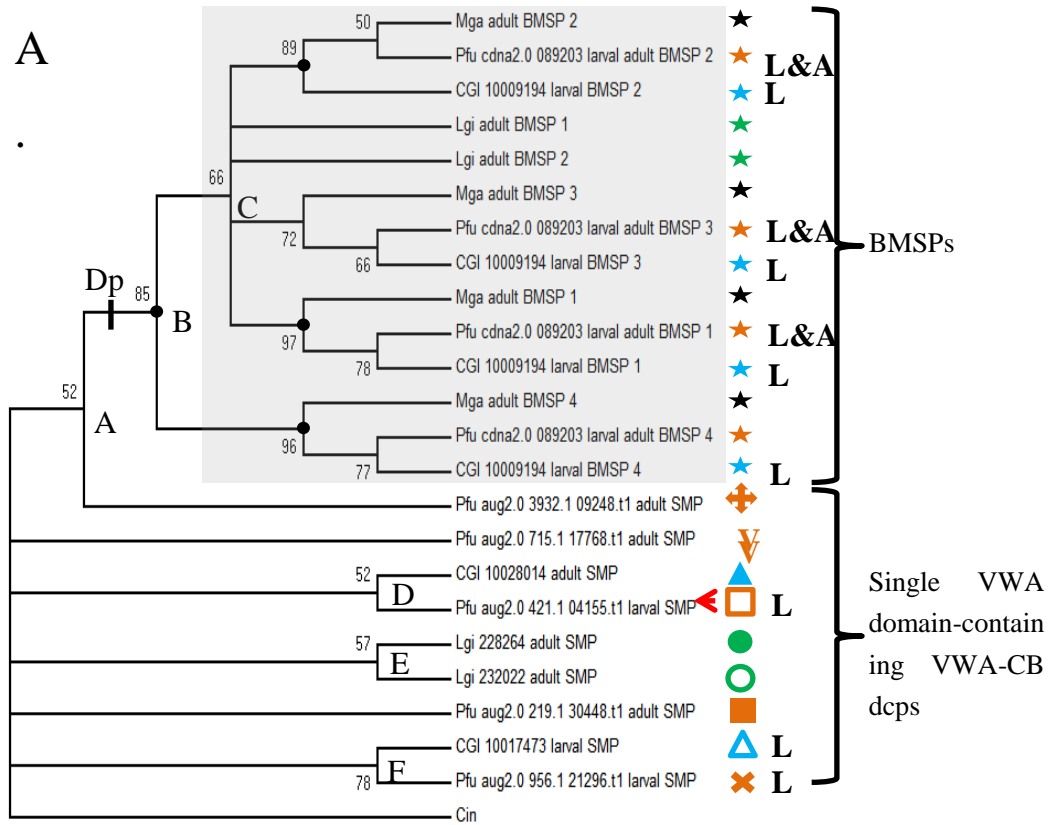 A
.
50
Mga adult BMSP 2
89
Pfu cdna2.0 089203 larval adult BMSP 2
L&A
CGI 10009194 larval BMSP 2
L
Lgi adult BMSP 1
Lgi adult BMSP 2
66
C
Mga adult BMSP 3
72
Pfu cdna2.0 089203 larval adult BMSP 3
L&A
66
CGI 10009194 larval BMSP 3
L
BMSPs
Dp
85
B
Mga adult BMSP 1
97
Pfu cdna2.0 089203 larval adult BMSP 1
L&A
78
CGI 10009194 larval BMSP 1
L
52
A
Mga adult BMSP 4
96
Pfu cdna2.0 089203 larval adult BMSP 4
77
CGI 10009194 larval BMSP 4
L
Pfu aug2.0 3932.1 09248.t1 adult SMP
Pfu aug2.0 715.1 17768.t1 adult SMP
V
52
D
CGI 10028014 adult SMP
Pfu aug2.0 421.1 04155.t1 larval SMP
L
57
E
Lgi 228264 adult SMP
Lgi 232022 adult SMP
Pfu aug2.0 219.1 30448.t1 adult SMP
CGI 10017473 larval SMP
L
78
F
Pfu aug2.0 956.1 21296.t1 larval SMP
L
Cin
Single VWA
domain-contain
ing VWA-CB
dcps